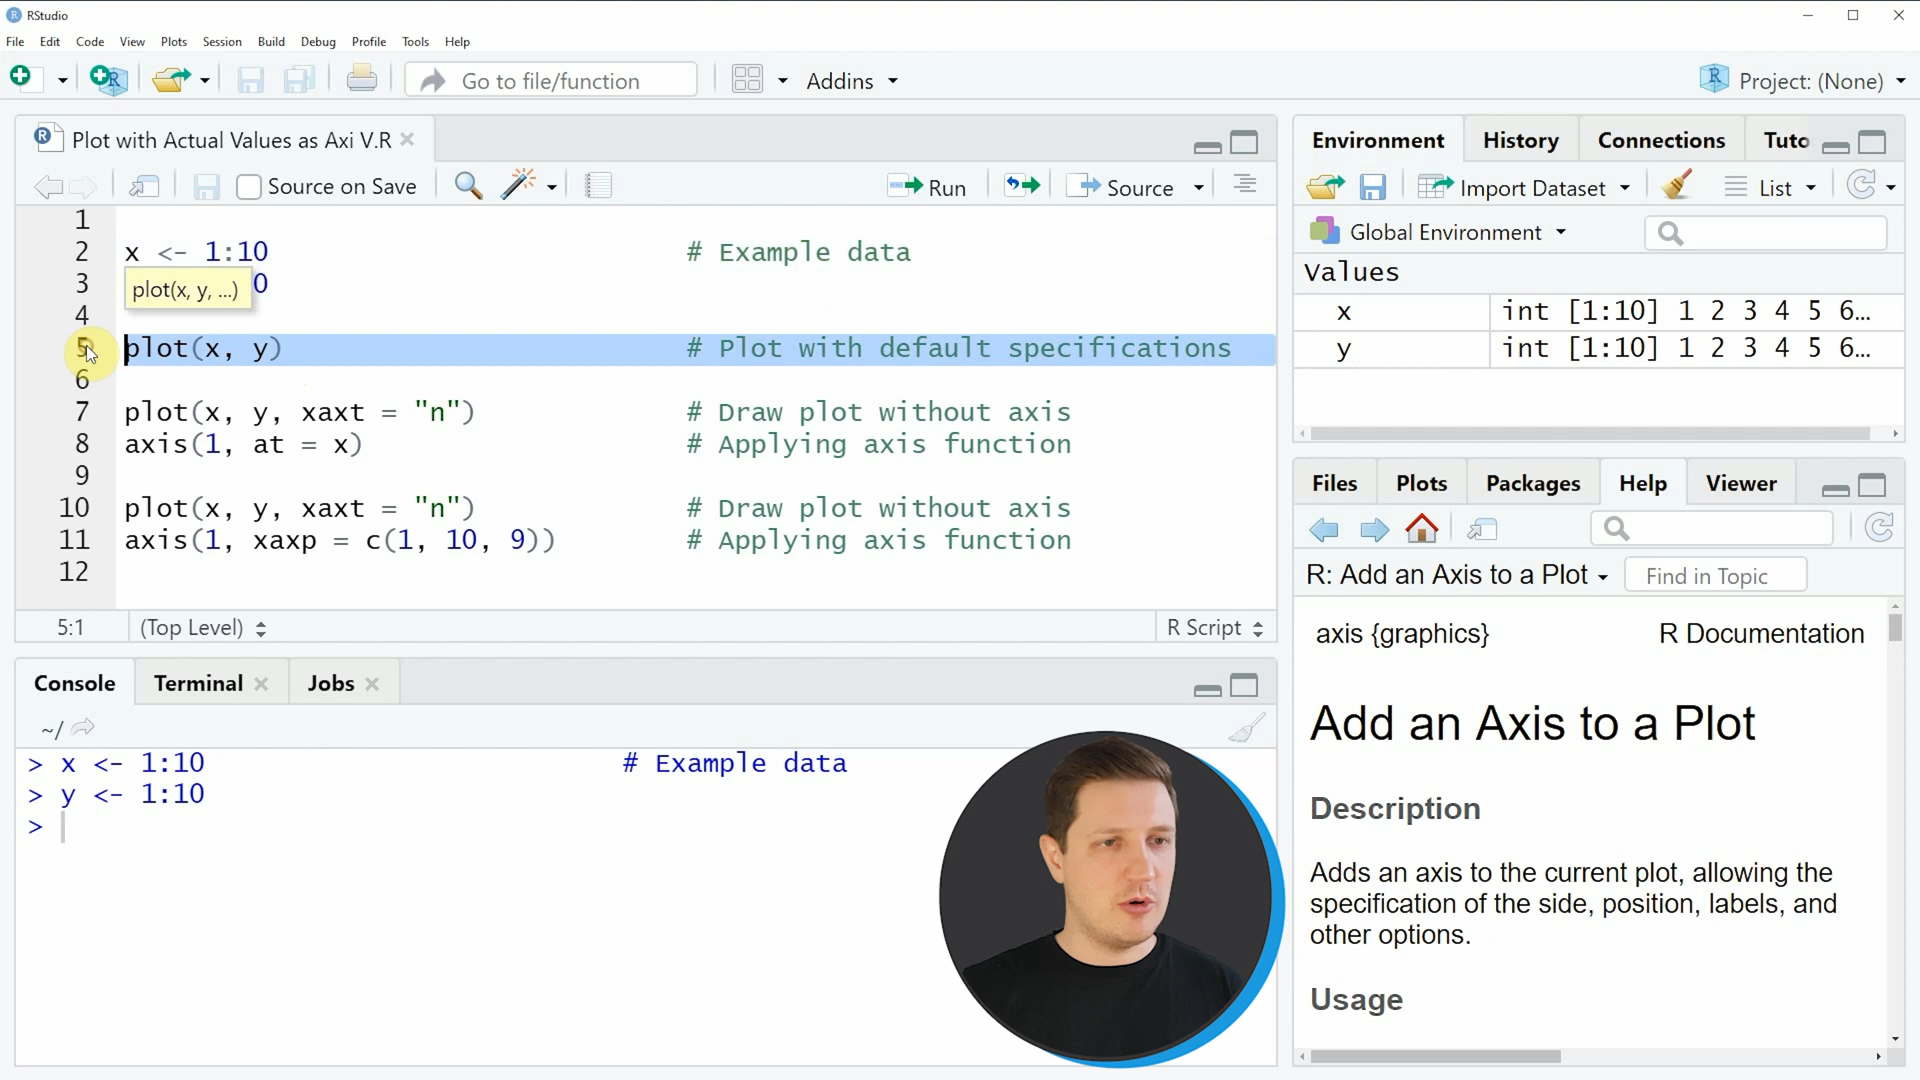 RStudio
File Edit Code View Plots Session Build Debug Profile Tools Help
Go to file/function Addins Project: (None)
Plot with Actual Values as Axi V.R
Source on Save Run Source
1
2 x <- 1:10 # Example data
3 0
plot(x, y, ...)
4
5 plot(x, y) # Plot with default specifications
6
7 plot(x, y, xaxt = "n") # Draw plot without axis
8 axis(1, at = x) # Applying axis function
9
10 plot(x, y, xaxt = "n") # Draw plot without axis
11 axis(1, xaxp = c(1, 10, 9)) # Applying axis function
12
5:1 (Top Level) R Script
Console Terminal Jobs
~/
> x <- 1:10 # Example data
> y <- 1:10
>
Environment History Connections Tuto
Import Dataset List
Global Environment
Values
x int [1:10] 1 2 3 4 5 6...
y int [1:10] 1 2 3 4 5 6...
Files Plots Packages Help Viewer
R: Add an Axis to a Plot Find in Topic
axis {graphics} R Documentation
Add an Axis to a Plot
Description
Adds an axis to the current plot, allowing the
specification of the side, position, labels, and
other options.
Usage